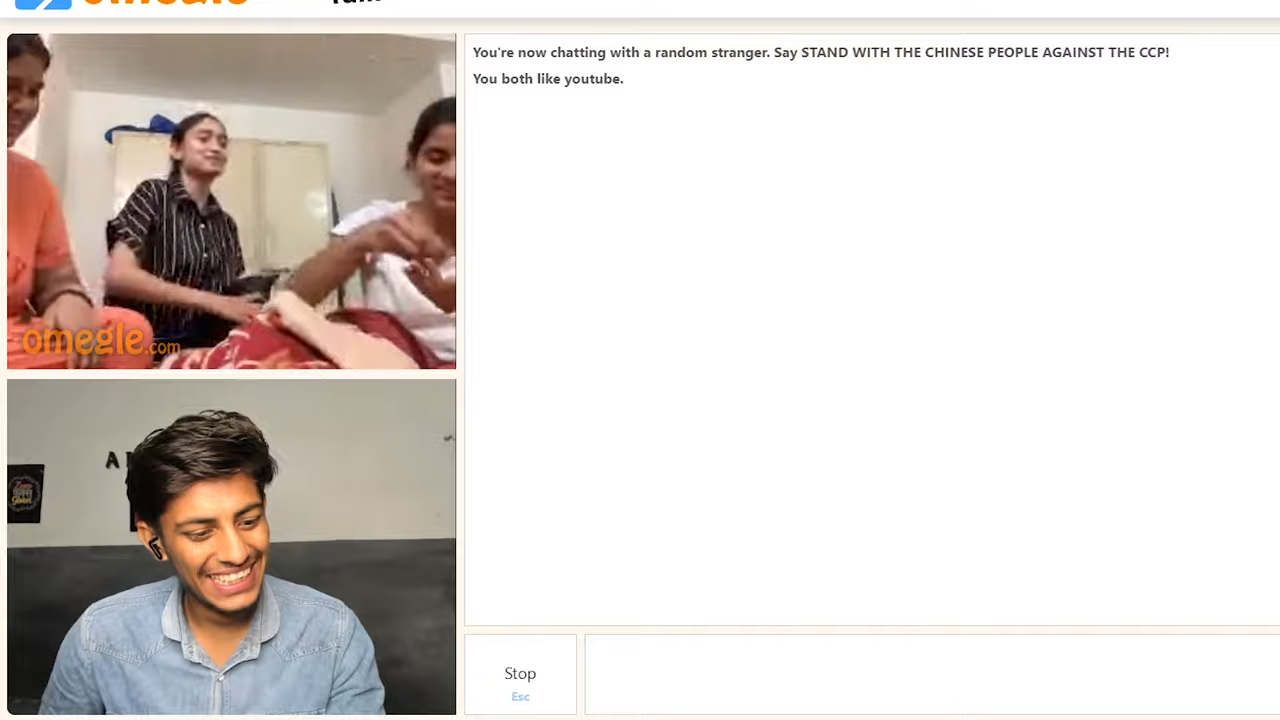 omegle
You're now chatting with a random stranger. Say STAND WITH THE CHINESE PEOPLE AGAINST THE CCP!
You both like youtube.
omegle.com
A
Stop
Esc